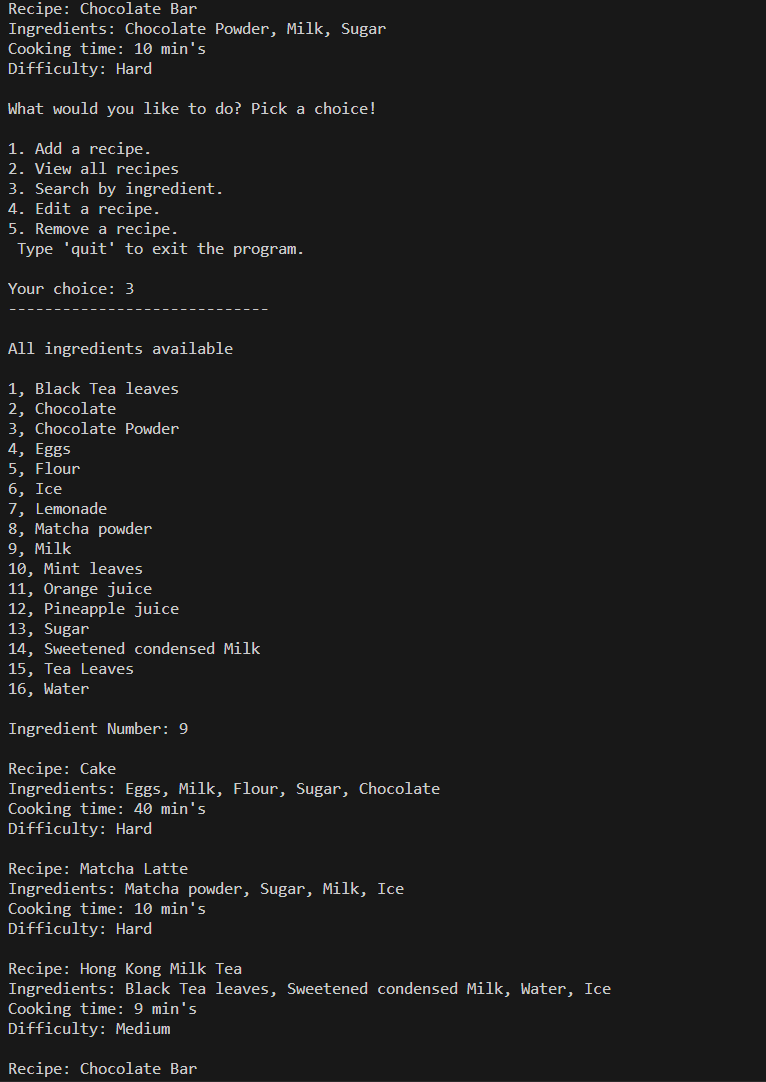 Recipe: Chocolate Bar
Ingredients: Chocolate Powder, Milk, Sugar
Cooking time: 10 min's
Difficulty: Hard
What would you like to do? Pick a choice!
1. Add a recipe.
2. View all recipes
3. Search by ingredient.
4. Edit a recipe.
5. Remove a recipe.
Type 'quit' to exit the program.
Your choice: 3
-----------------------------
All ingredients available
1, Black Tea leaves
2, Chocolate
3, Chocolate Powder
4, Eggs
5, Flour
6, Ice
7, Lemonade
8, Matcha powder
9, Milk
10, Mint leaves
11, Orange juice
12, Pineapple juice
13, Sugar
14, Sweetened condensed Milk
15, Tea Leaves
16, Water
Ingredient Number: 9
Recipe: Cake
Ingredients: Eggs, Milk, Flour, Sugar, Chocolate
Cooking time: 40 min's
Difficulty: Hard
Recipe: Matcha Latte
Ingredients: Matcha powder, Sugar, Milk, Ice
Cooking time: 10 min's
Difficulty: Hard
Recipe: Hong Kong Milk Tea
Ingredients: Black Tea leaves, Sweetened condensed Milk, Water, Ice
Cooking time: 9 min's
Difficulty: Medium
Recipe: Chocolate Bar